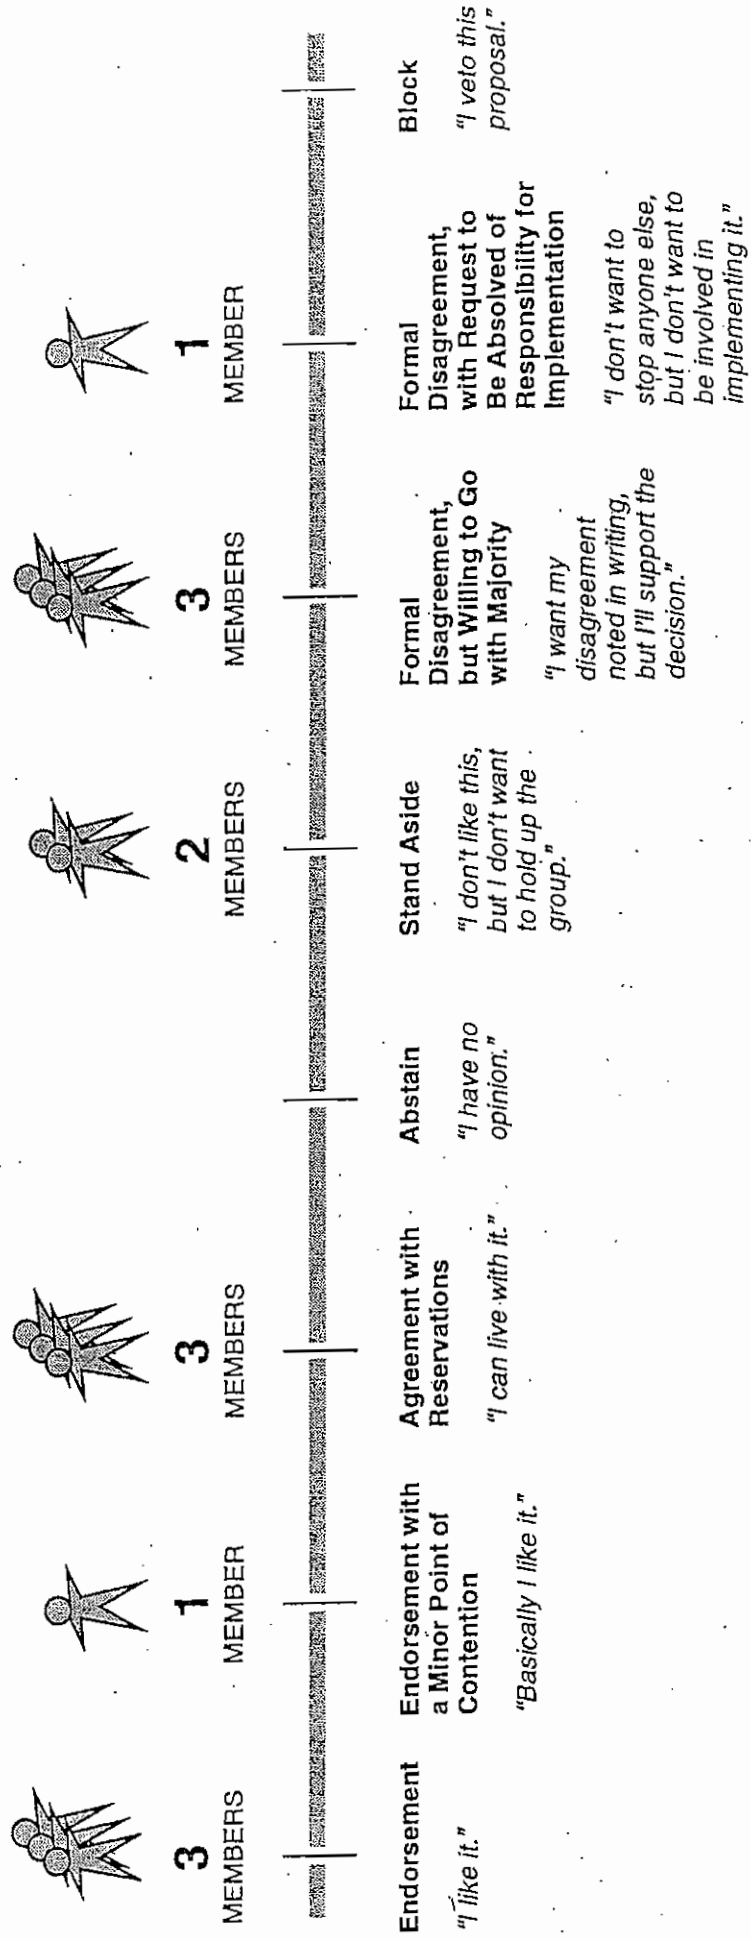 3
MEMBERS
1
MEMBER
3
MEMBERS
2
MEMBERS
3
MEMBERS
1
MEMBER
Endorsement
"I like it."
Endorsement with
a Minor Point of
Contention
"Basically I like it."
Agreement with
Reservations
"I can live with it."
Abstain
"I have no
opinion."
Stand Aside
"I don't like this,
but I don't want
to hold up the
group."
Formal
Disagreement,
but Willing to Go
with Majority
"I want my
disagreement
noted in writing,
but I'll support the
decision."
Formal
Disagreement,
with Request to
Be Absolved of
Responsibility for
Implementation
"I don't want to
stop anyone else,
but I don't want to
be involved in
implementing it."
Block
"I veto this
proposal."